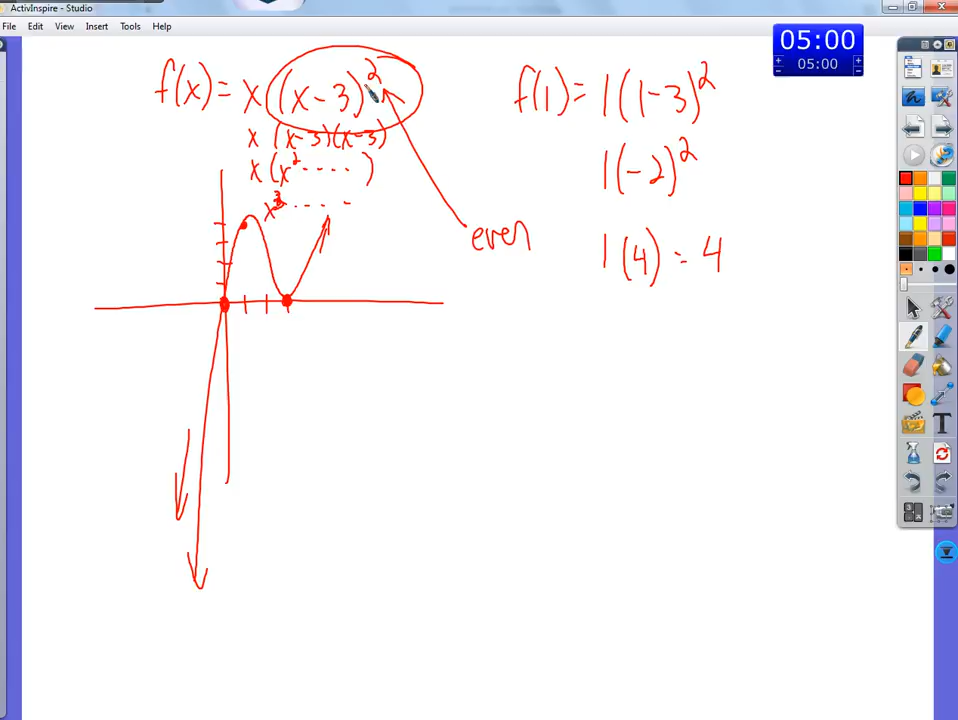 ActivInspire - Studio
File Edit View Insert Tools Help
05:00
05:00
f(x) = x(x-3)²
x (x-3)(x-3)
x(x² ....)
x³ ....
even
f(1) = 1(1-3)²
1(-2)²
1(4) = 4